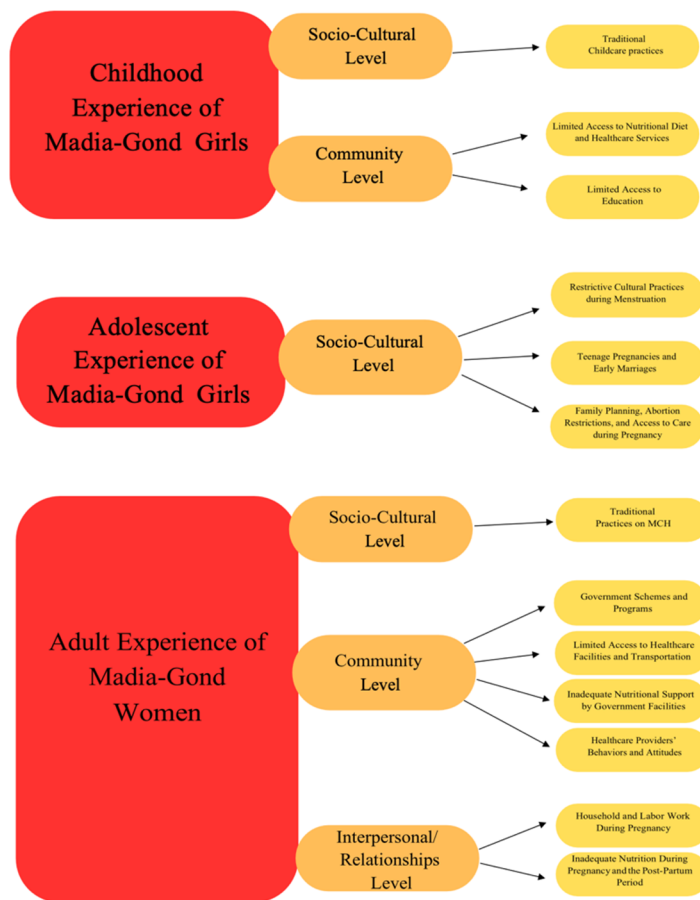 Childhood
Experience of
Madia-Gond Girls
Socio-Cultural
Level
Traditional
Childcare practices
Community
Level
Limited Access to Nutritional Diet
and Healthcare Services
Limited Access to
Education
Adolescent
Experience of
Madia-Gond Girls
Socio-Cultural
Level
Restrictive Cultural Practices
during Menstruation
Teenage Pregnancies and
Early Marriages
Family Planning, Abortion
Restrictions, and Access to Care
during Pregnancy
Adult Experience of
Madia-Gond
Women
Socio-Cultural
Level
Traditional
Practices on MCH
Community
Level
Government Schemes and
Programs
Limited Access to Healthcare
Facilities and Transportation
Inadequate Nutritional Support
by Government Facilities
Healthcare Providers’
Behaviors and Attitudes
Interpersonal/
Relationships
Level
Household and Labor Work
During Pregnancy
Inadequate Nutrition During
Pregnancy and the Post-Partum
Period